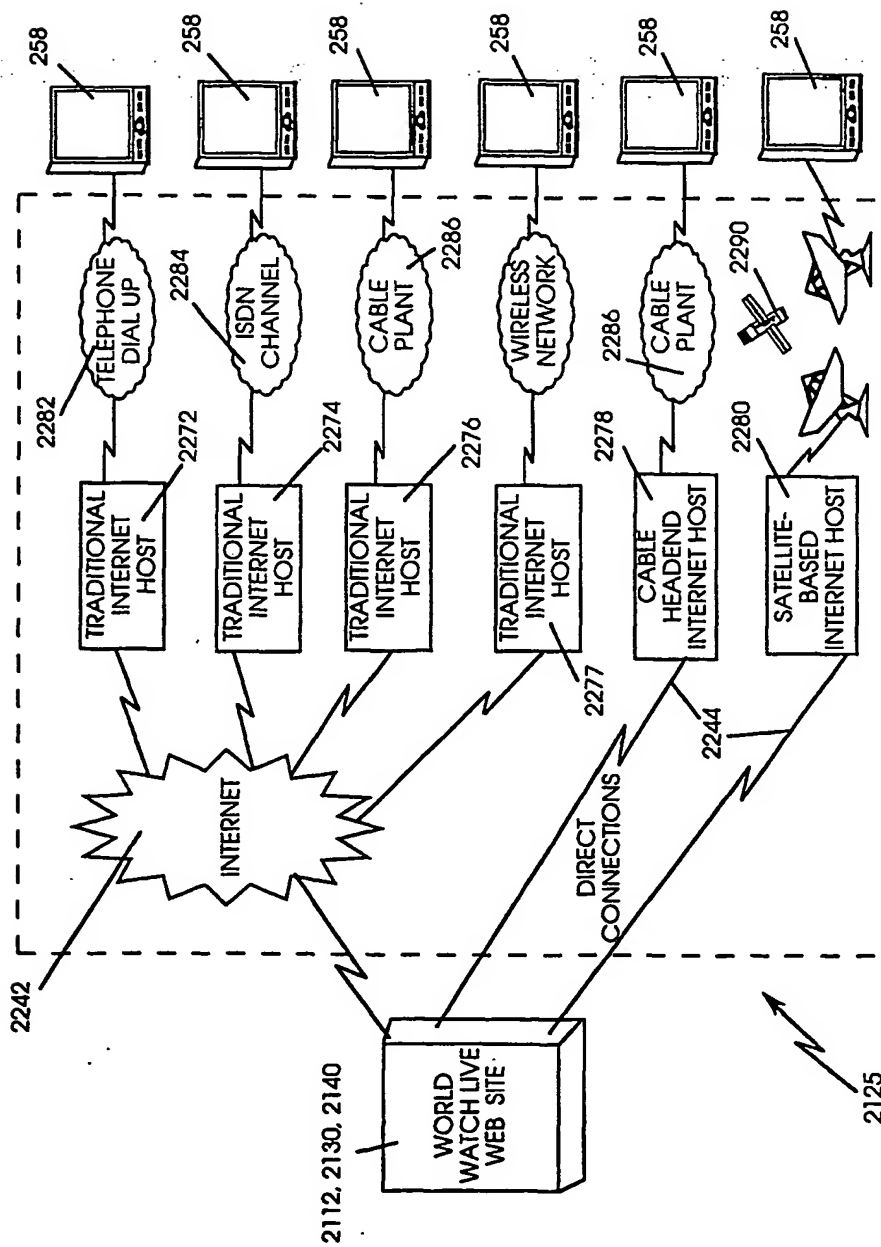 258
258
258
258
258
258
2282
TELEPHONE
DIAL UP
2284
ISDN
CHANNEL
2286
CABLE
PLANT
WIRELESS
NETWORK
2286
CABLE
PLANT
2290
TRADITIONAL
INTERNET
HOST
2272
TRADITIONAL
INTERNET
HOST
2274
TRADITIONAL
INTERNET
HOST
2276
TRADITIONAL
INTERNET
HOST
2277
CABLE
HEADEND
INTERNET HOST
2278
SATELLITE-
BASED
INTERNET HOST
2280
2242
INTERNET
DIRECT
CONNECTIONS
2244
2112, 2130, 2140
WORLD
WATCH LIVE
WEB SITE
2125